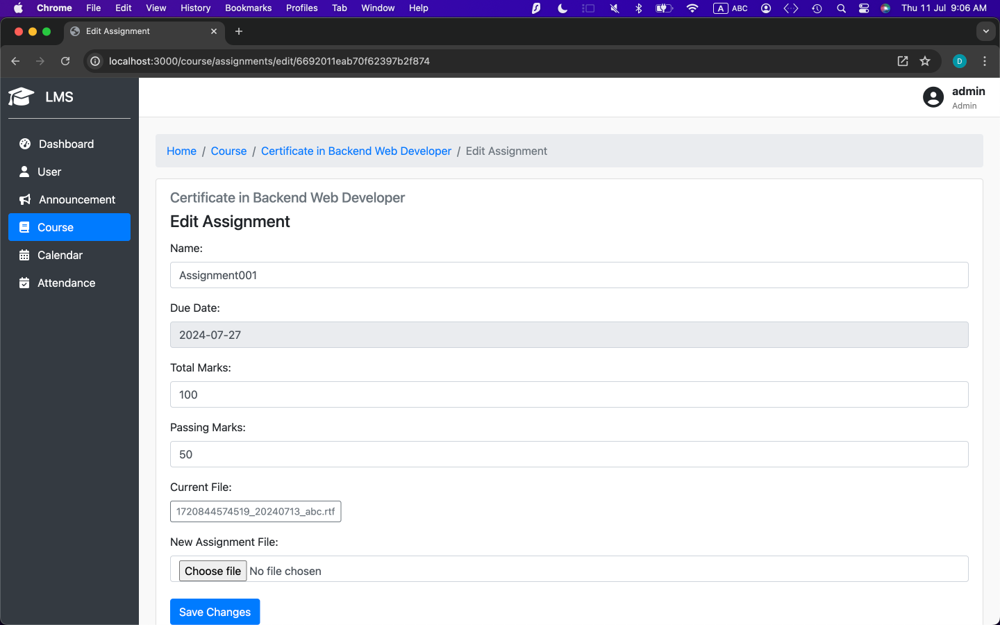 Chrome File Edit View History Bookmarks Profiles Tab Window Help A ABC Thu 11 Jul 9:06 AM
Edit Assignment
localhost:3000/course/assignments/edit/6692011eab70f62397b2f874 D
LMS
admin
Admin
Dashboard
User
Announcement
Course
Calendar
Attendance
Home / Course / Certificate in Backend Web Developer / Edit Assignment
Certificate in Backend Web Developer
Edit Assignment
Name:
Assignment001
Due Date:
2024-07-27
Total Marks:
100
Passing Marks:
50
Current File:
1720844574519_20240713_abc.rtf
New Assignment File:
Choose file No file chosen
Save Changes